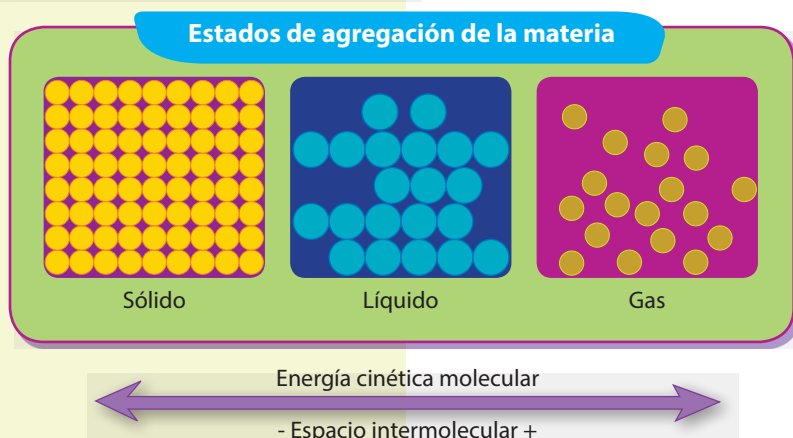 Estados de agregación de la materia
Sólido
Líquido
Gas
Energía cinética molecular
- Espacio intermolecular +